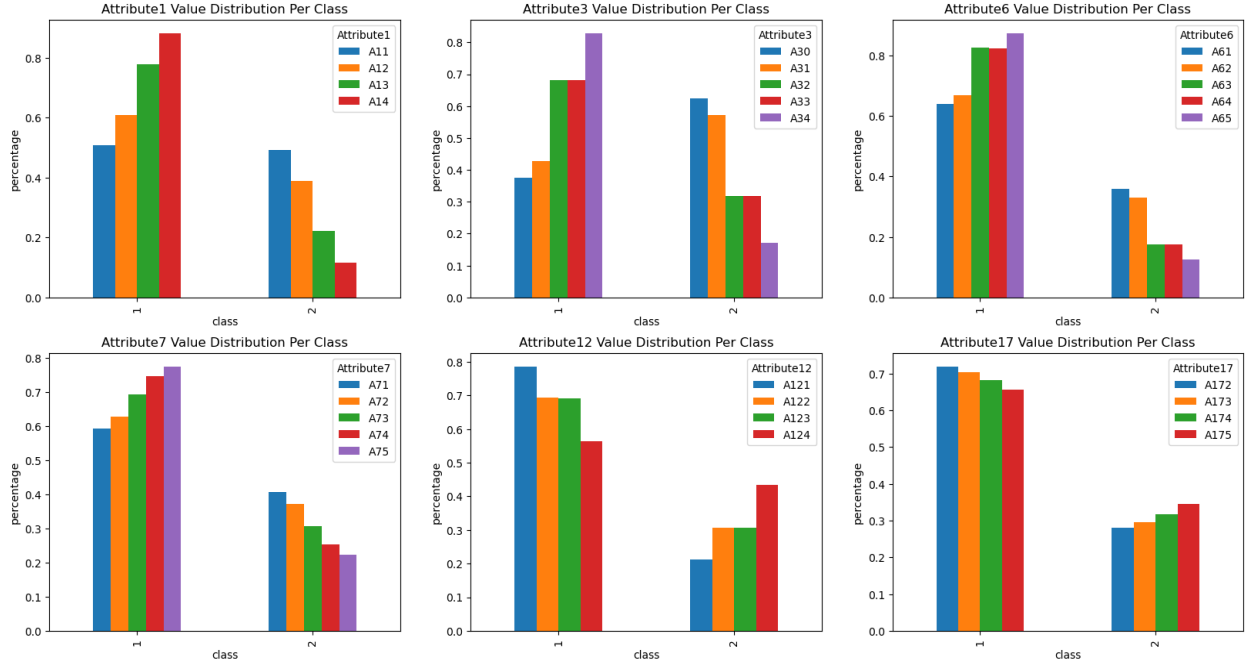 Attribute1 Value Distribution Per Class
percentage
0.8
0.6
0.4
0.2
0.0
1
2
class
Attribute1
A11
A12
A13
A14
Attribute3 Value Distribution Per Class
percentage
0.8
0.7
0.6
0.5
0.4
0.3
0.2
0.1
0.0
1
2
class
Attribute3
A30
A31
A32
A33
A34
Attribute6 Value Distribution Per Class
percentage
0.8
0.6
0.4
0.2
0.0
1
2
class
Attribute6
A61
A62
A63
A64
A65
Attribute7 Value Distribution Per Class
percentage
0.8
0.7
0.6
0.5
0.4
0.3
0.2
0.1
0.0
1
2
class
Attribute7
A71
A72
A73
A74
A75
Attribute12 Value Distribution Per Class
percentage
0.8
0.7
0.6
0.5
0.4
0.3
0.2
0.1
0.0
1
2
class
Attribute12
A121
A122
A123
A124
Attribute17 Value Distribution Per Class
percentage
0.7
0.6
0.5
0.4
0.3
0.2
0.1
0.0
1
2
class
Attribute17
A172
A173
A174
A175